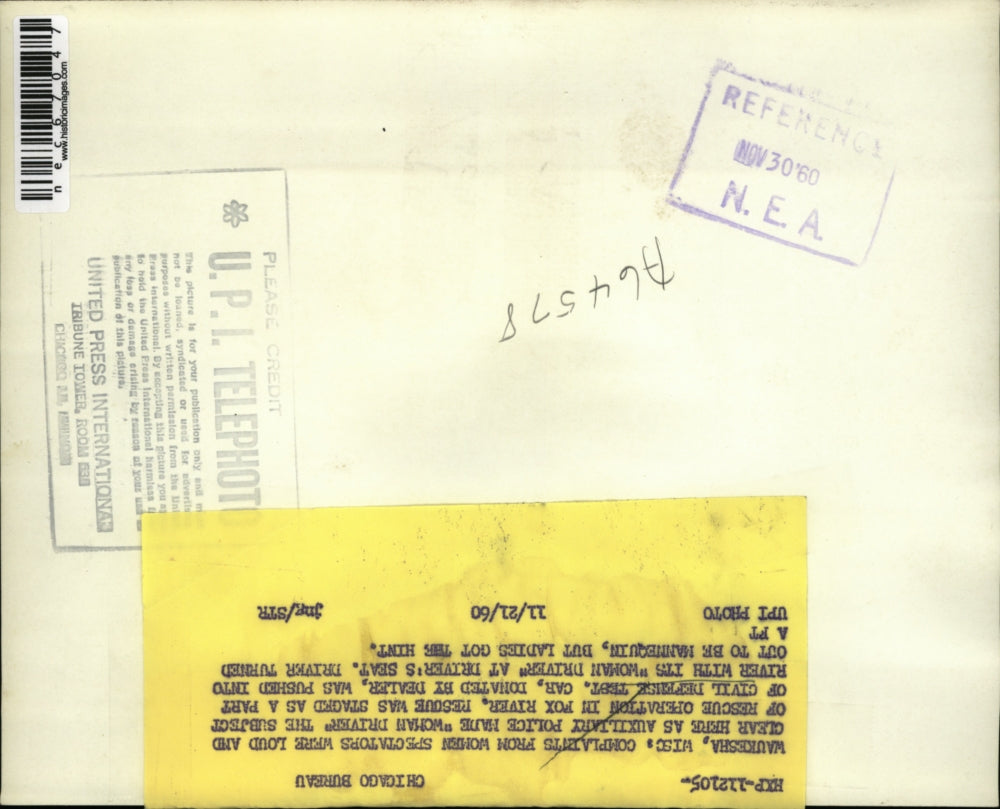 nec67047
www.historicimages.com
REFERENCE
NOV 30 '60
N.E.A.
A64578
PLEASE CREDIT
U.P.I. TELEPHOTO
This picture is for your publication only and
not be loaned, syndicated or used for
purposes without written permission from the
Press International. By accepting this picture you
to hold the United Press International harmless
any loss or damage arising by reason of your
publication of this picture.
UNITED PRESS INTERNATIONAL
TRIBUNE TOWER, ROOM
CHICAGO
HXP-112105- CHICAGO BUREAU
WAUKESHA, WIS: COMPLAINTS FROM WOMEN SPECTATORS WERE LOUD AND
CLEAR HERE AS AUXILIARY POLICE MADE "WOMAN DRIVER" THE SUBJECT
OF RESCUE OPERATION IN FOX RIVER. RESCUE WAS STAGED AS A PART
OF CIVIL DEFENSE TEST. CAR, DONATED BY DEALER, WAS PUSHED INTO
RIVER WITH ITS "WOMAN DRIVER" AT DRIVER'S SEAT. DRIVER TURNED
OUT TO BE MANNEQUIN, BUT LADIES GOT THE HINT.
A PT
UPI PHOTO 11/21/60 jng/STR